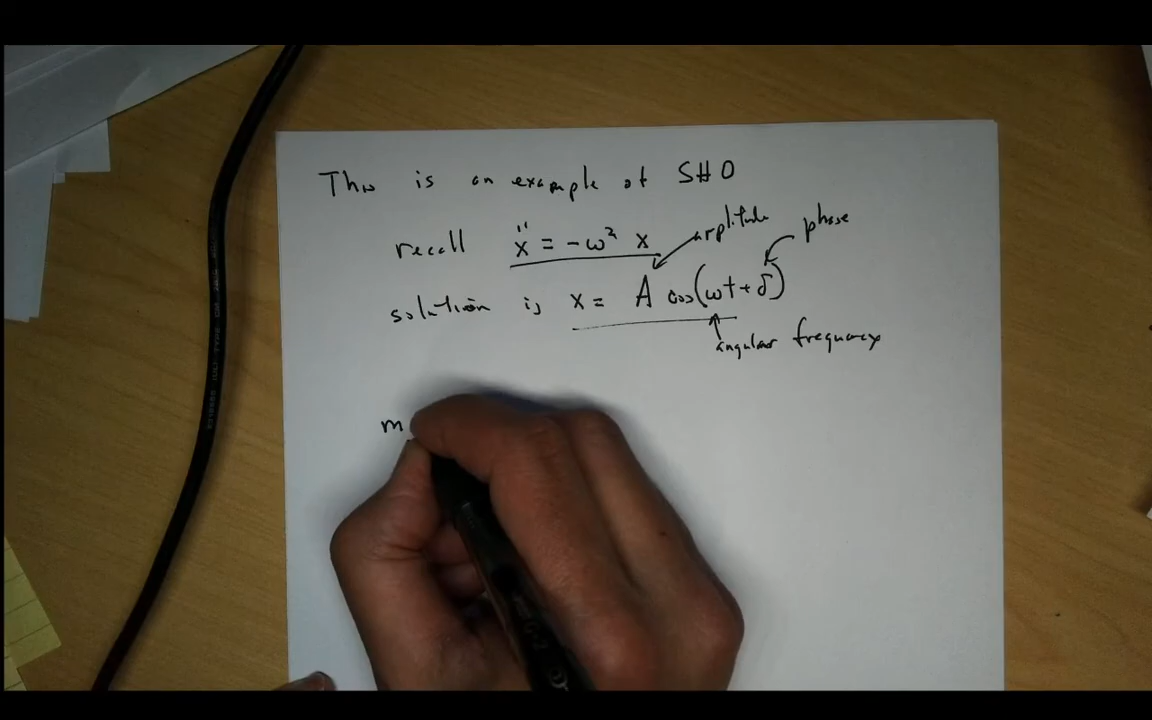 This is an example of SHO
recall ẍ = -ω² x
amplitude
phase
solution is x = A cos(ωt + δ)
angular frequency
m